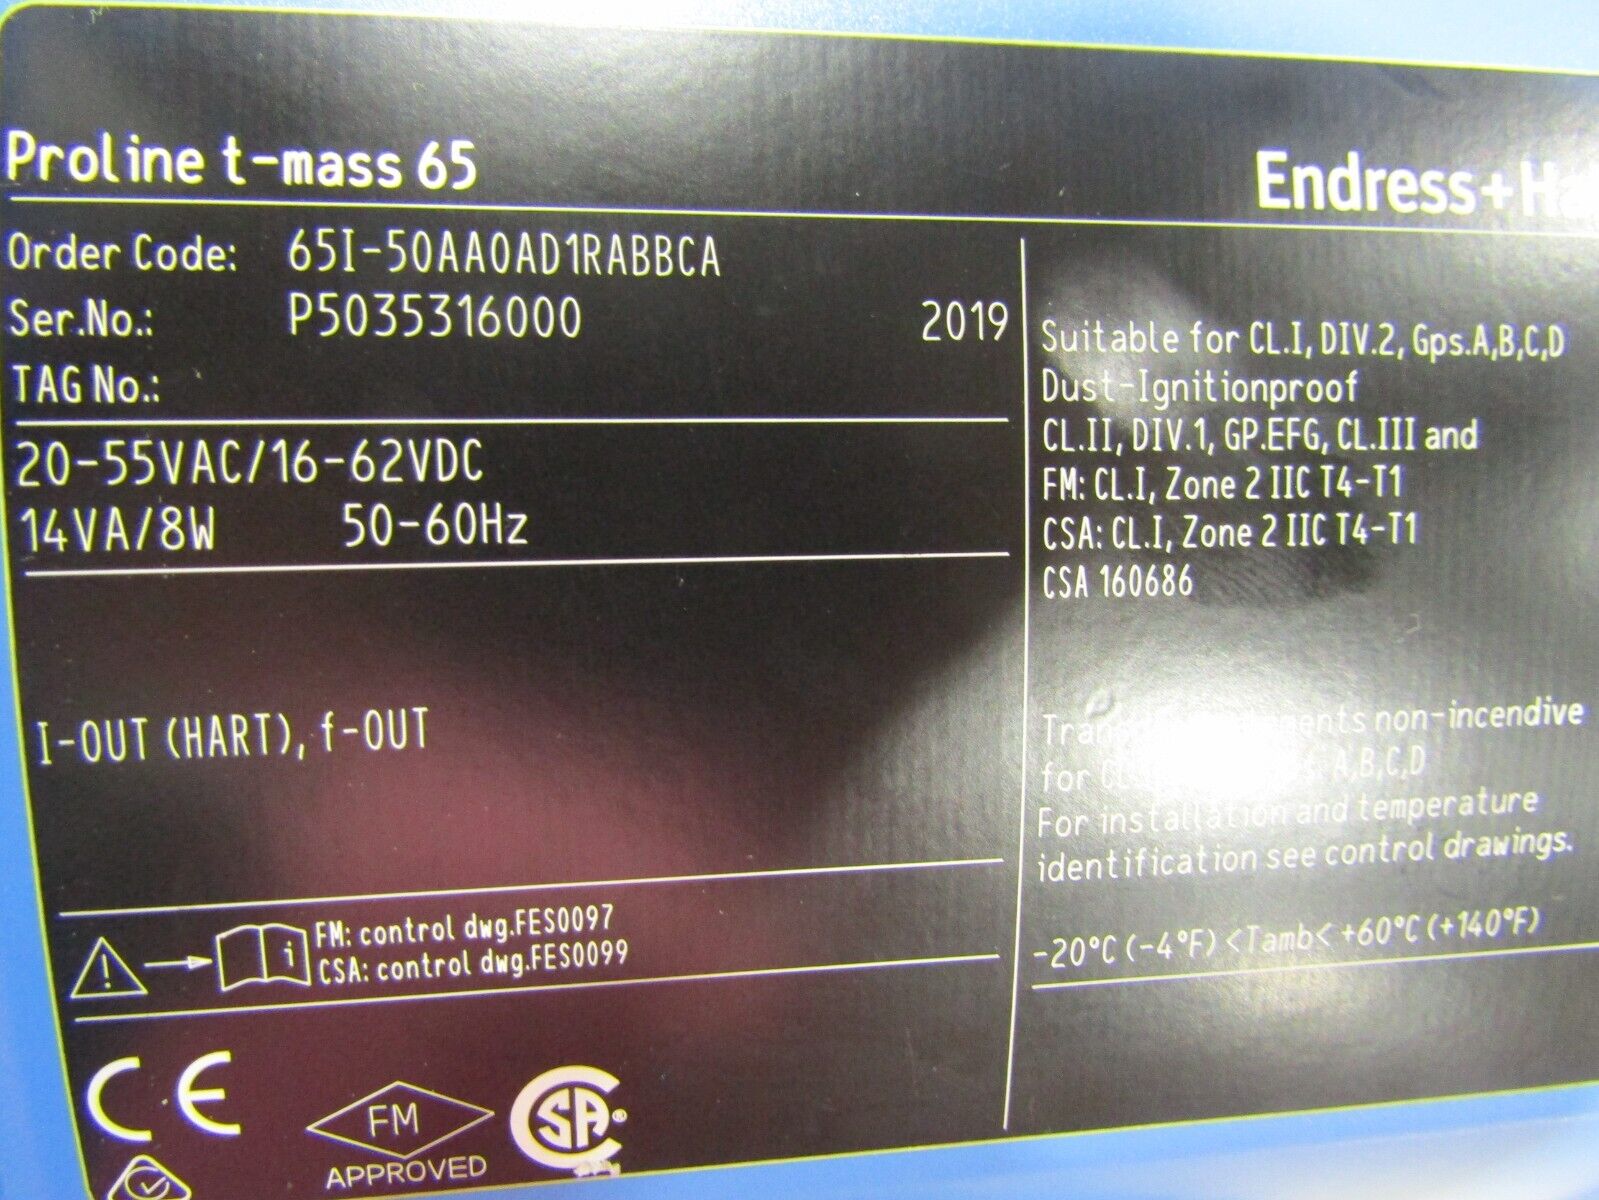 Proline t-mass 65
Endress+Ha
Order Code: 65I-50AA0AD1RABBCA
Ser.No.: P5035316000 2019
TAG No.:
20-55VAC/16-62VDC
14VA/8W 50-60Hz
I-OUT (HART), f-OUT
FM: control dwg.FES0097
CSA: control dwg.FES0099
CE
FM
APPROVED
CSA®
Suitable for CL.I, DIV.2, Gps.A,B,C,D
Dust-Ignitionproof
CL.II, DIV.1, GP.EFG, CL.III and
FM: CL.I, Zone 2 IIC T4-T1
CSA: CL.I, Zone 2 IIC T4-T1
CSA 160686
non-incendive
for A,B,C,D
For installation and temperature
identification see control drawings.
-20°C (-4°F) <Tamb< +60°C (+140°F)